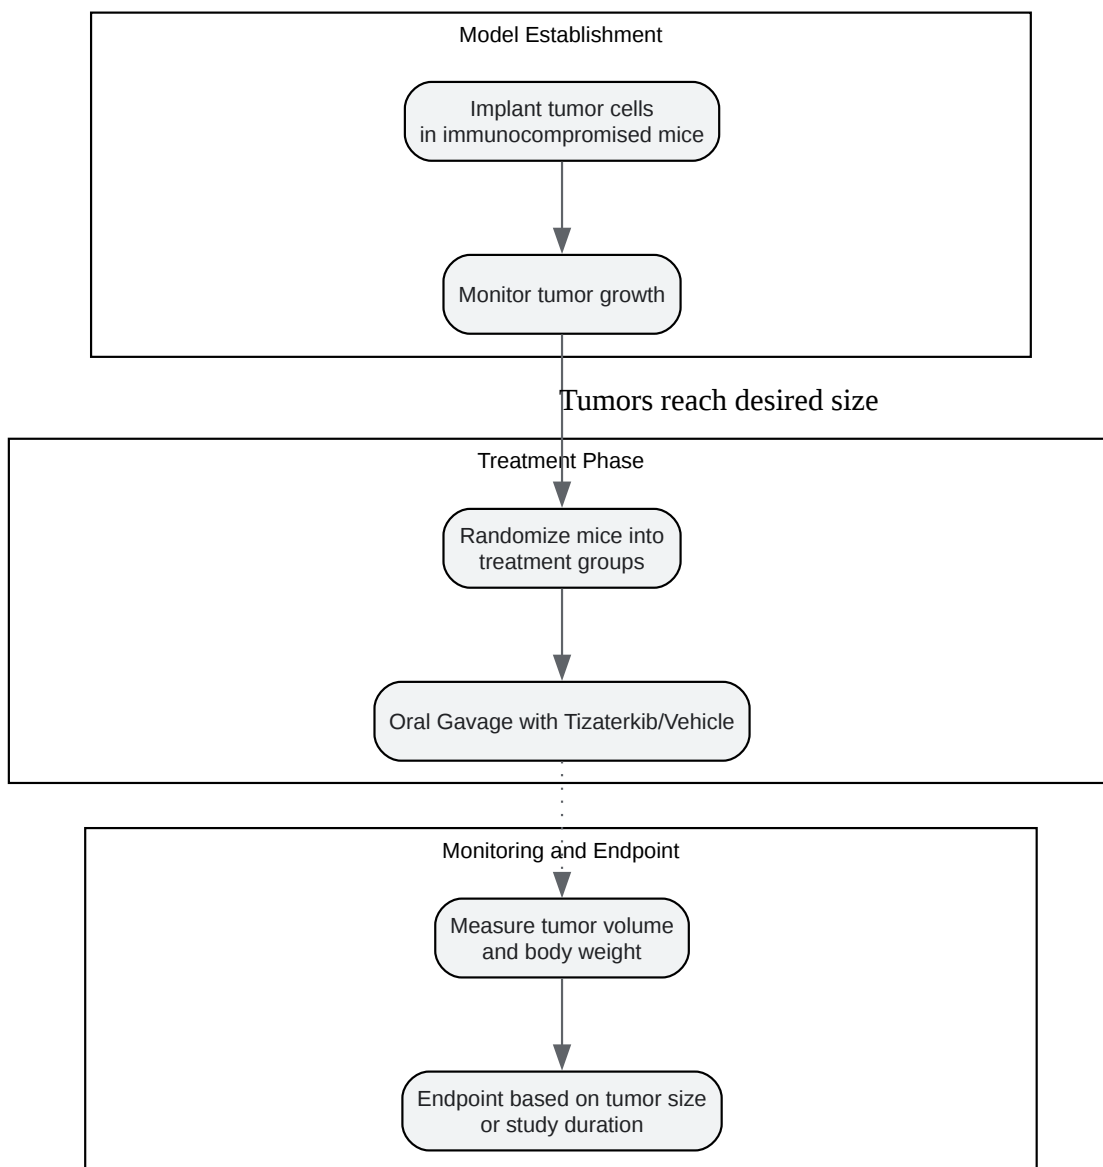 Model Establishment
Implant tumor cells
in immunocompromised mice
Monitor tumor growth
Tumors reach desired size
Treatment Phase
Randomize mice into
treatment groups
Oral Gavage with Tizaterkib/Vehicle
Monitoring and Endpoint
Measure tumor volume
and body weight
Endpoint based on tumor size
or study duration